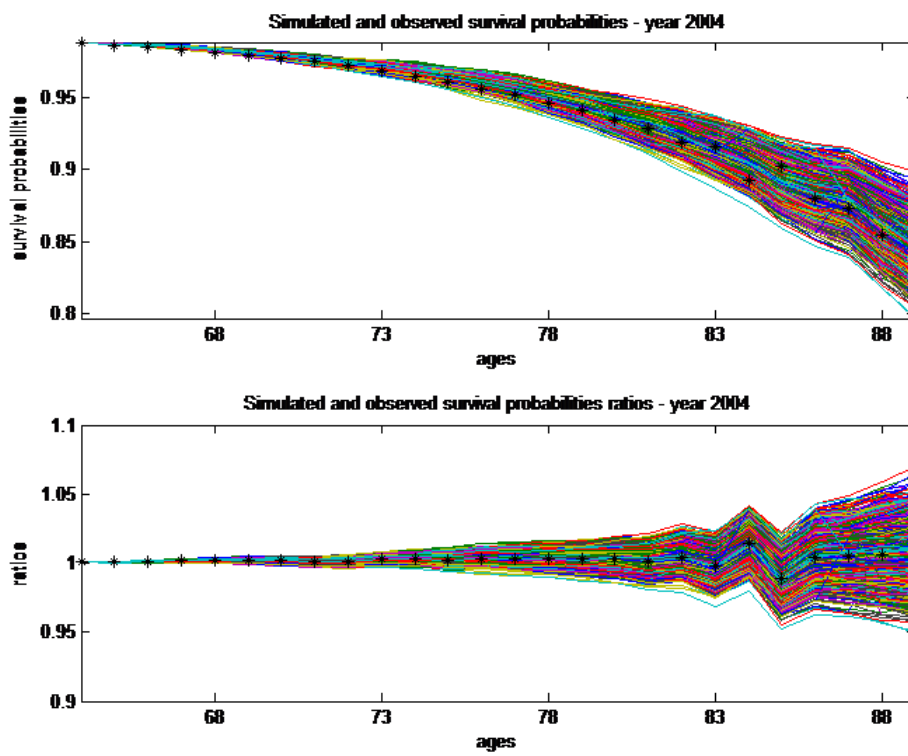 Simulated and observed survival probabilities - year 2004
0.95
0.9
0.85
0.8
survival probabilities
68 73 78 83 88
ages
Simulated and observed survival probabilities ratios - year 2004
1.1
1.05
1
0.95
0.9
ratios
68 73 78 83 88
ages